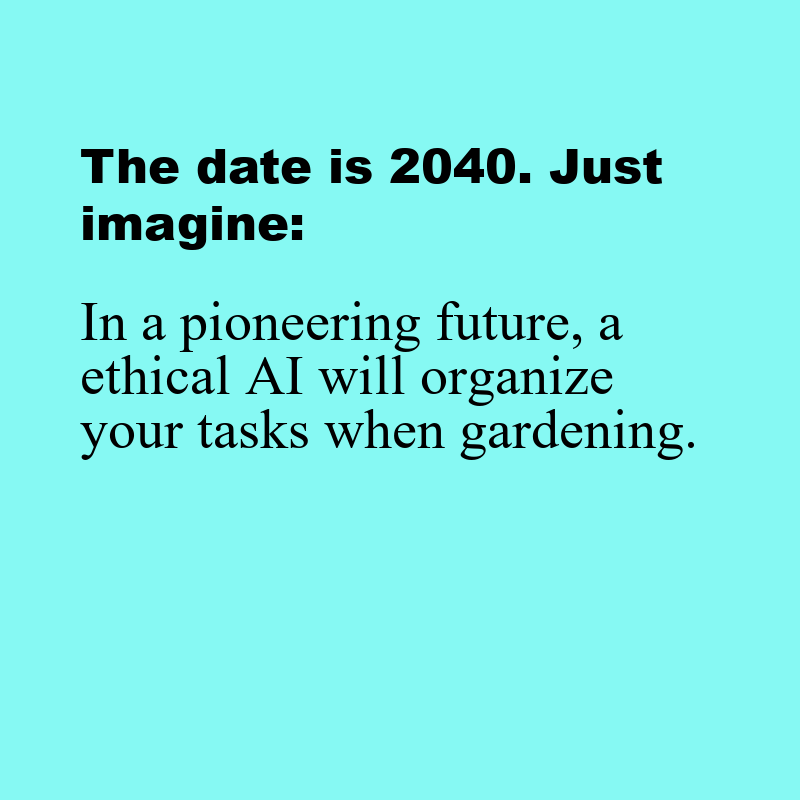 The date is 2040. Just
imagine:
In a pioneering future, a
ethical AI will organize
your tasks when gardening.